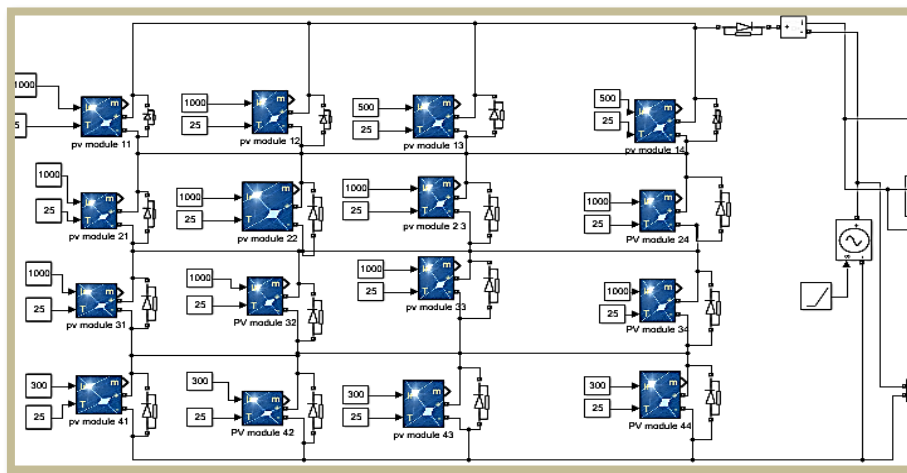 1000 m pv module 11
1000 25 T m pv module 12
500 25 T m pv module 13
500 25 T m pv module 14
i
+ -
1000 25 T m pv module 21
1000 25 T m pv module 22
1000 25 T m pv module 23
1000 25 T m PV module 24
1000 25 T m pv module 31
1000 25 T m PV module 32
1000 25 T m pv module 33
1000 25 T m PV module 34
s + -
300 25 T m pv module 41
300 25 T m PV module 42
300 25 T m pv module 43
300 25 T m PV module 44